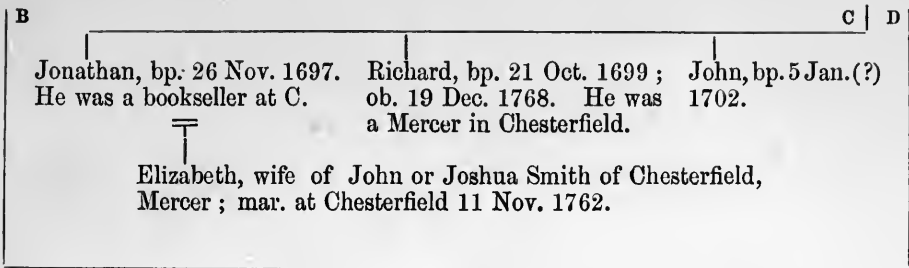 B C D
Jonathan, bp. 26 Nov. 1697. Richard, bp. 21 Oct. 1699 ; John, bp. 5 Jan. (?)
He was a bookseller at C. ob. 19 Dec. 1768. He was 1702.
a Mercer in Chesterfield.
Elizabeth, wife of John or Joshua Smith of Chesterfield,
Mercer ; mar. at Chesterfield 11 Nov. 1762.